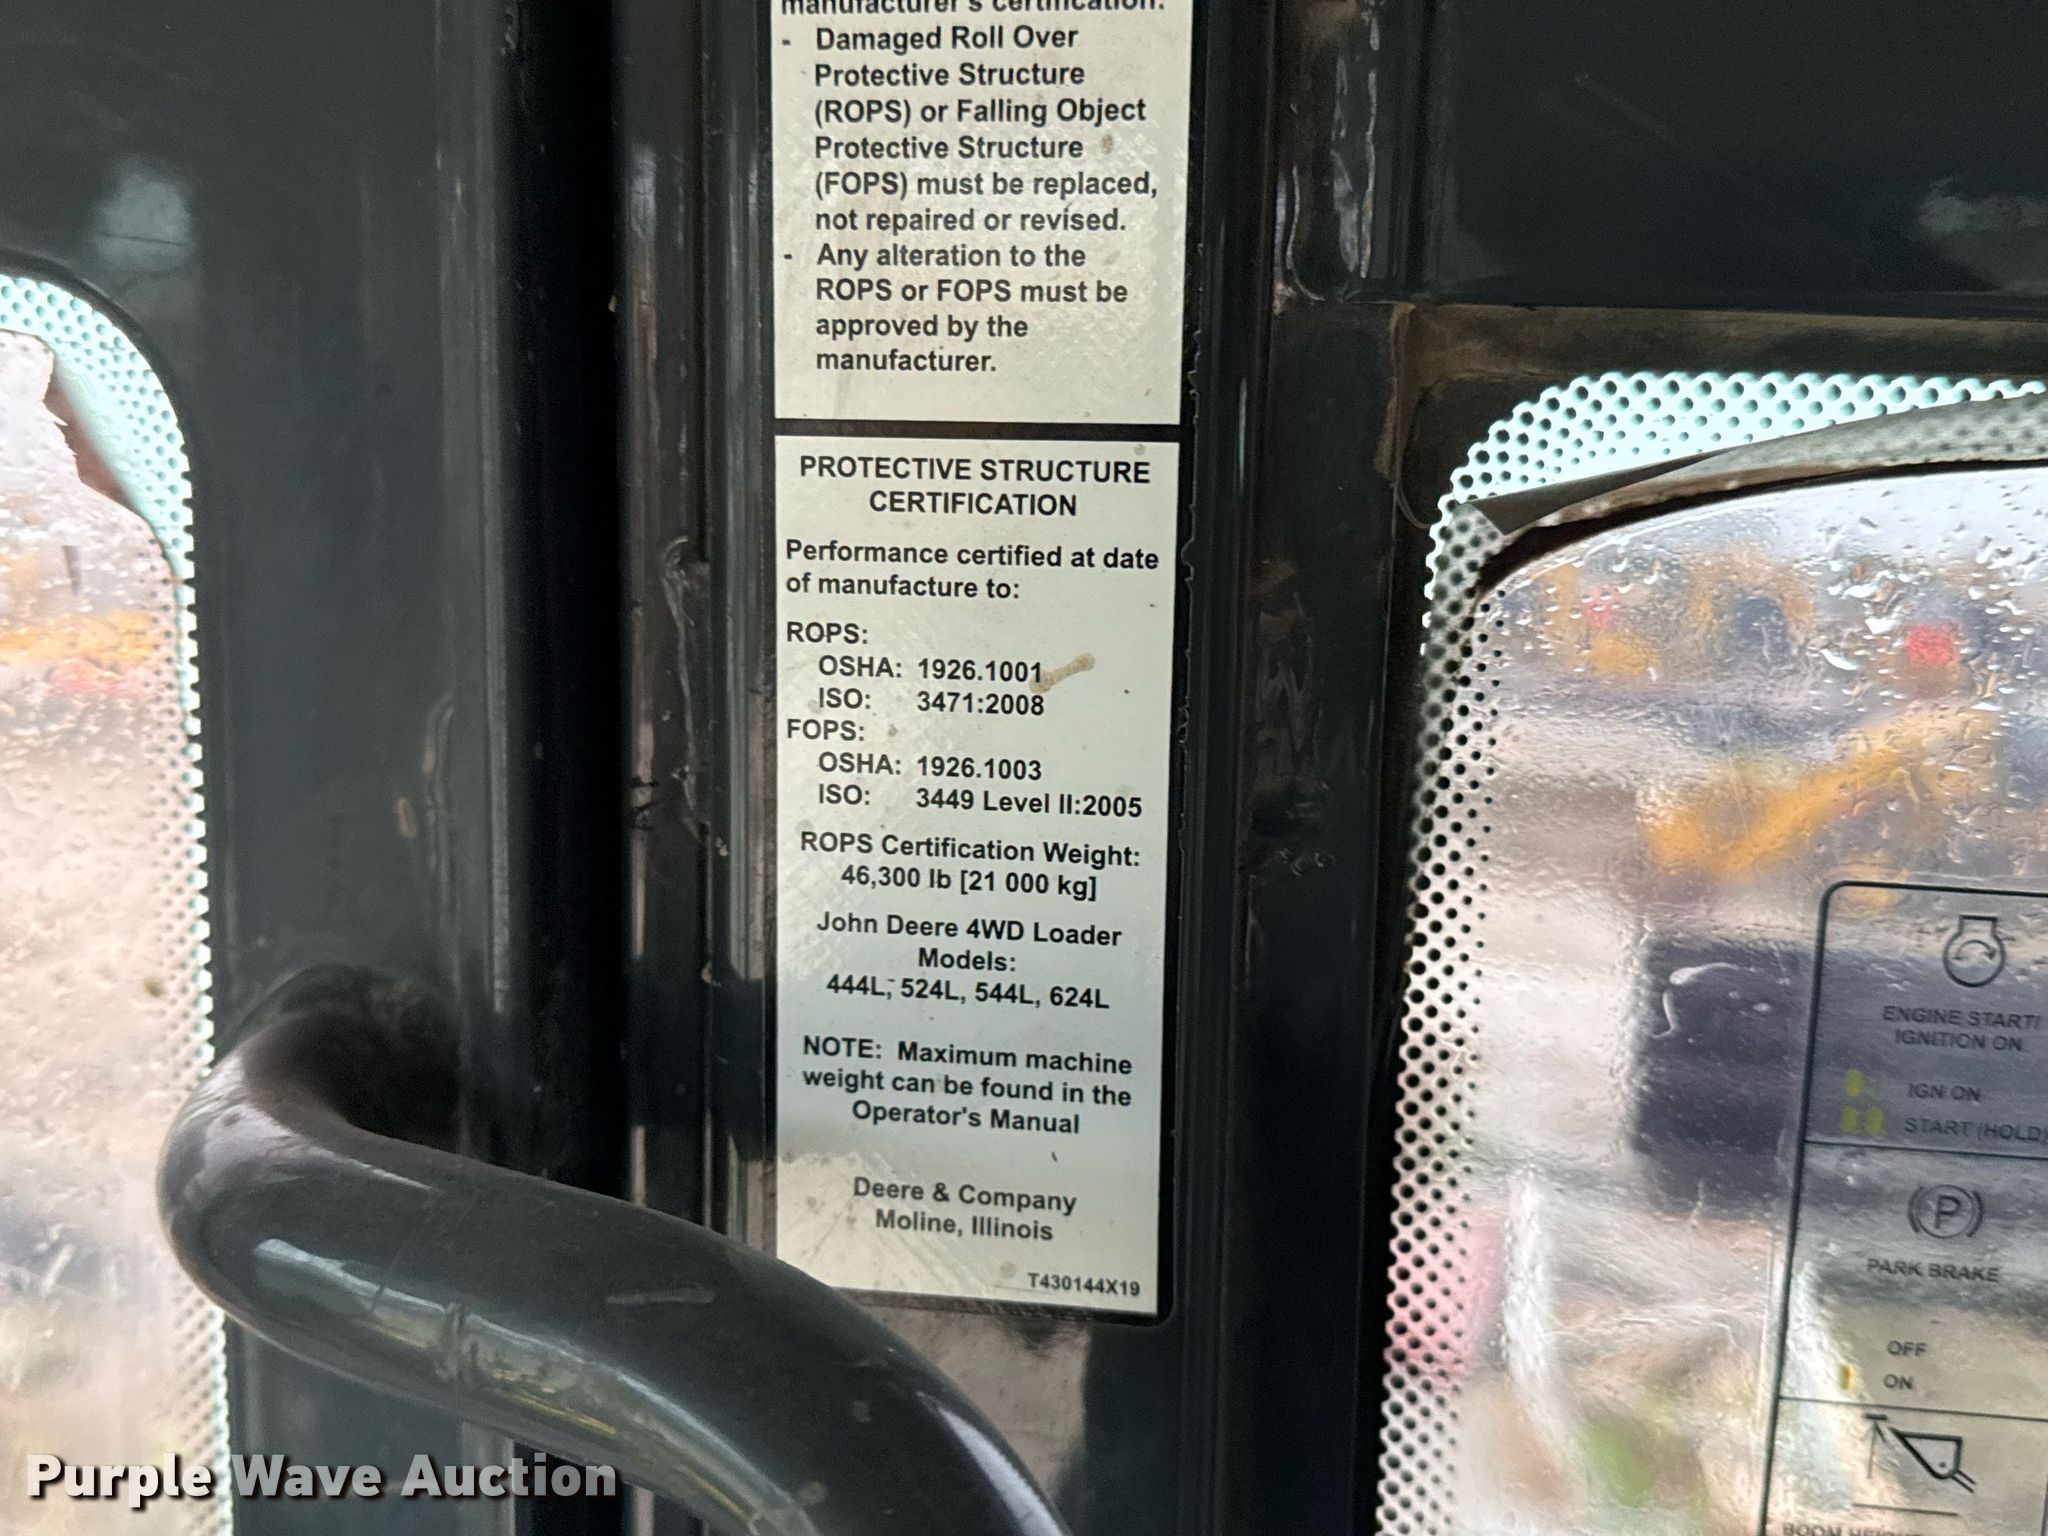 manufacturer's certification:
- Damaged Roll Over
Protective Structure
(ROPS) or Falling Object
Protective Structure
(FOPS) must be replaced,
not repaired or revised.
- Any alteration to the
ROPS or FOPS must be
approved by the
manufacturer.
PROTECTIVE STRUCTURE
CERTIFICATION
Performance certified at date
of manufacture to:
ROPS:
OSHA: 1926.1001
ISO: 3471:2008
FOPS:
OSHA: 1926.1003
ISO: 3449 Level II:2005
ROPS Certification Weight:
46,300 lb [21 000 kg]
John Deere 4WD Loader
Models:
444L, 524L, 544L, 624L
NOTE: Maximum machine
weight can be found in the
Operator's Manual
Deere & Company
Moline, Illinois
T430144X19
ENGINE START/
IGNITION ON
IGN ON
START (HOLD)
P
PARK BRAKE
OFF
ON
BOOM
Purple Wave Auction